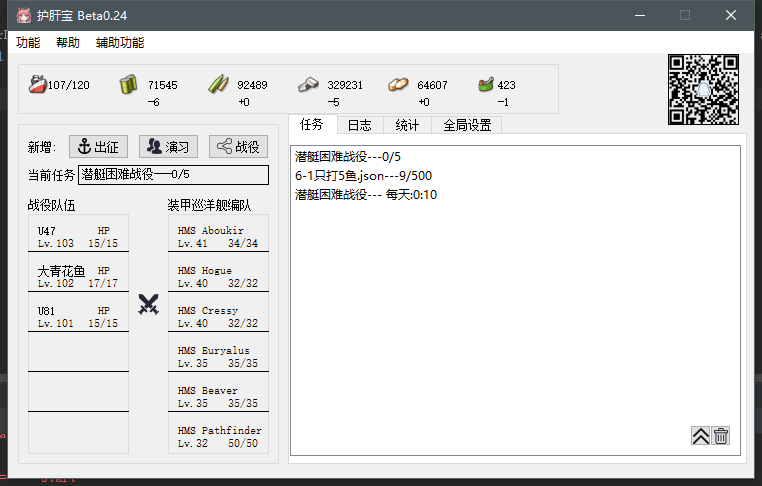 护肝宝 Beta0.24
功能 帮助 辅助功能
107/120 71545 92489 329231 64607 423
-6 +0 -5 +0 -1
新增: 出征 演习 战役
当前任务 潜艇困难战役---0/5
战役队伍 装甲巡洋舰编队
U47 HP
Lv.103 15/15
大青花鱼 HP
Lv.102 17/17
U81 HP
Lv.101 15/15
HMS Aboukir
Lv.41 34/34
HMS Hogue
Lv.40 32/32
HMS Cressy
Lv.40 32/32
HMS Euryalus
Lv.35 35/35
HMS Beaver
Lv.35 35/35
HMS Pathfinder
Lv.32 50/50
任务 日志 统计 全局设置
潜艇困难战役---0/5
6-1只打5鱼.json---9/500
潜艇困难战役--- 每天:0:10
Start